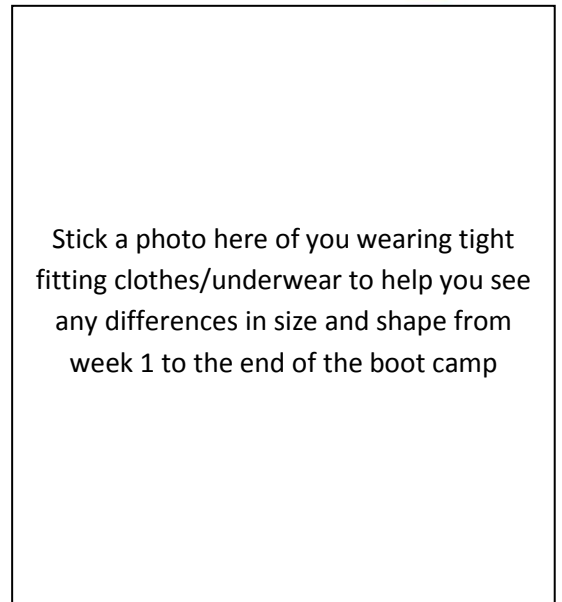 Stick a photo here of you wearing tight
fitting clothes/underwear to help you see
any differences in size and shape from
week 1 to the end of the boot camp